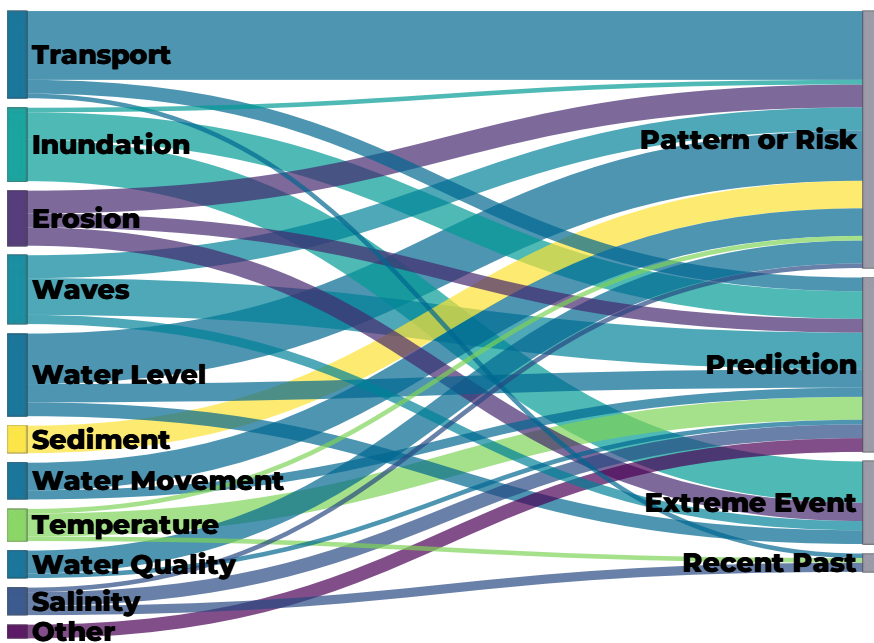 Transport
Inundation
Erosion
Waves
Water Level
Sediment
Water Movement
Temperature
Water Quality
Salinity
Other
Pattern or Risk
Prediction
Extreme Event
Recent Past